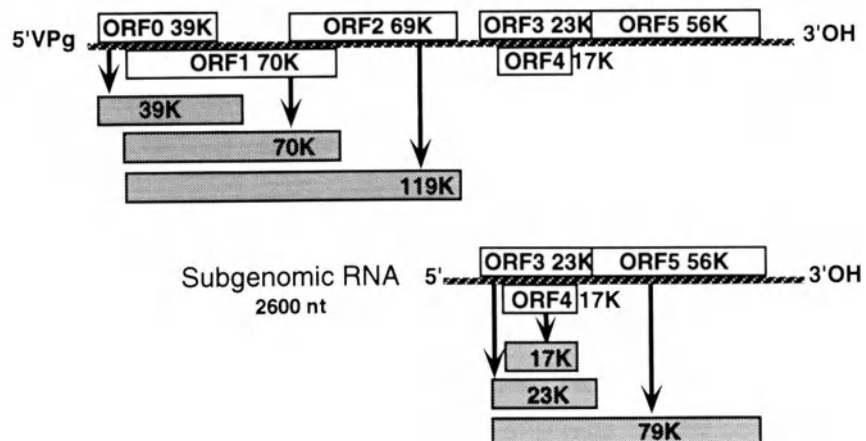 ORF0 39K ORF2 69K ORF3 23K ORF5 56K
5'VPg 3'OH
ORF1 70K ORF4 17K
39K
70K
119K
ORF3 23K ORF5 56K
Subgenomic RNA 5' 3'OH
2600 nt
ORF4 17K
17K
23K
79K